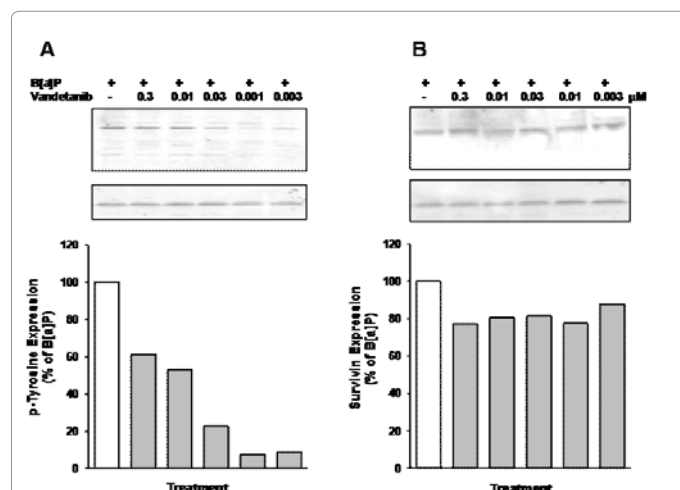 A
B[a]P + + + + + +
Vandetanib - 0.3 0.01 0.03 0.001 0.003
120
100
80
60
40
20
0
p-Tyrosine Expression
(% of B[a]P)
Treatment
B
+ + + + + +
- 0.3 0.01 0.03 0.01 0.003 µM
120
100
80
60
40
20
0
Survivin Expression
(% of B[a]P)
Treatment